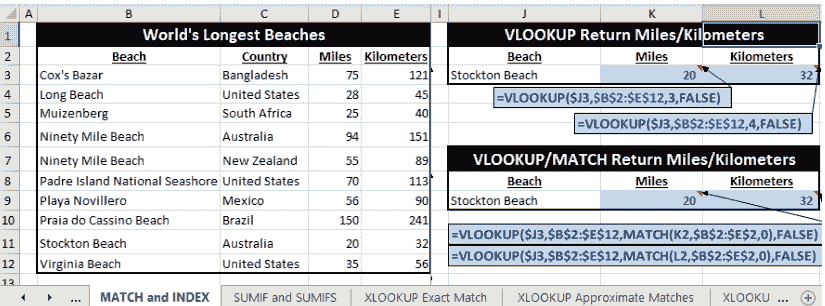 A B C D E I J K L
1 World's Longest Beaches VLOOKUP Return Miles/Kilometers
2 Beach Country Miles Kilometers Beach Miles Kilometers
3 Cox's Bazar Bangladesh 75 121 Stockton Beach 20 32
4 Long Beach United States 28 45 =VLOOKUP($J3,$B$2:$E$12,3,FALSE)
5 Muizenberg South Africa 25 40 =VLOOKUP($J3,$B$2:$E$12,4,FALSE)
6 Ninety Mile Beach Australia 94 151
7 Ninety Mile Beach New Zealand 55 89 VLOOKUP/MATCH Return Miles/Kilometers
8 Padre Island National Seashore United States 70 113 Beach Miles Kilometers
9 Playa Novillero Mexico 56 90 Stockton Beach 20 32
10 Praia do Cassino Beach Brazil 150 241
11 Stockton Beach Australia 20 32 =VLOOKUP($J3,$B$2:$E$12,MATCH(K2,$B$2:$E$2,0),FALSE)
12 Virginia Beach United States 35 56 =VLOOKUP($J3,$B$2:$E$12,MATCH(L2,$B$2:$E$2,0),FALSE)
13
... MATCH and INDEX SUMIF and SUMIFS XLOOKUP Exact Match XLOOKUP Approximate Matches XLOOKU ...